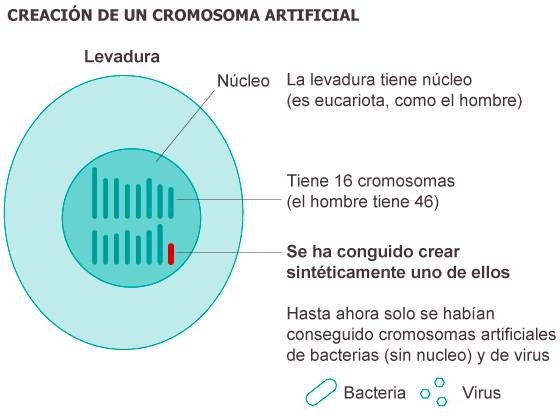 CREACIÓN DE UN CROMOSOMA ARTIFICIAL
Levadura
Núcleo
La levadura tiene núcleo
(es eucariota, como el hombre)
Tiene 16 cromosomas
(el hombre tiene 46)
Se ha conguido crear
sintéticamente uno de ellos
Hasta ahora solo se habían
conseguido cromosomas artificiales
de bacterias (sin nucleo) y de virus
Bacteria
Virus